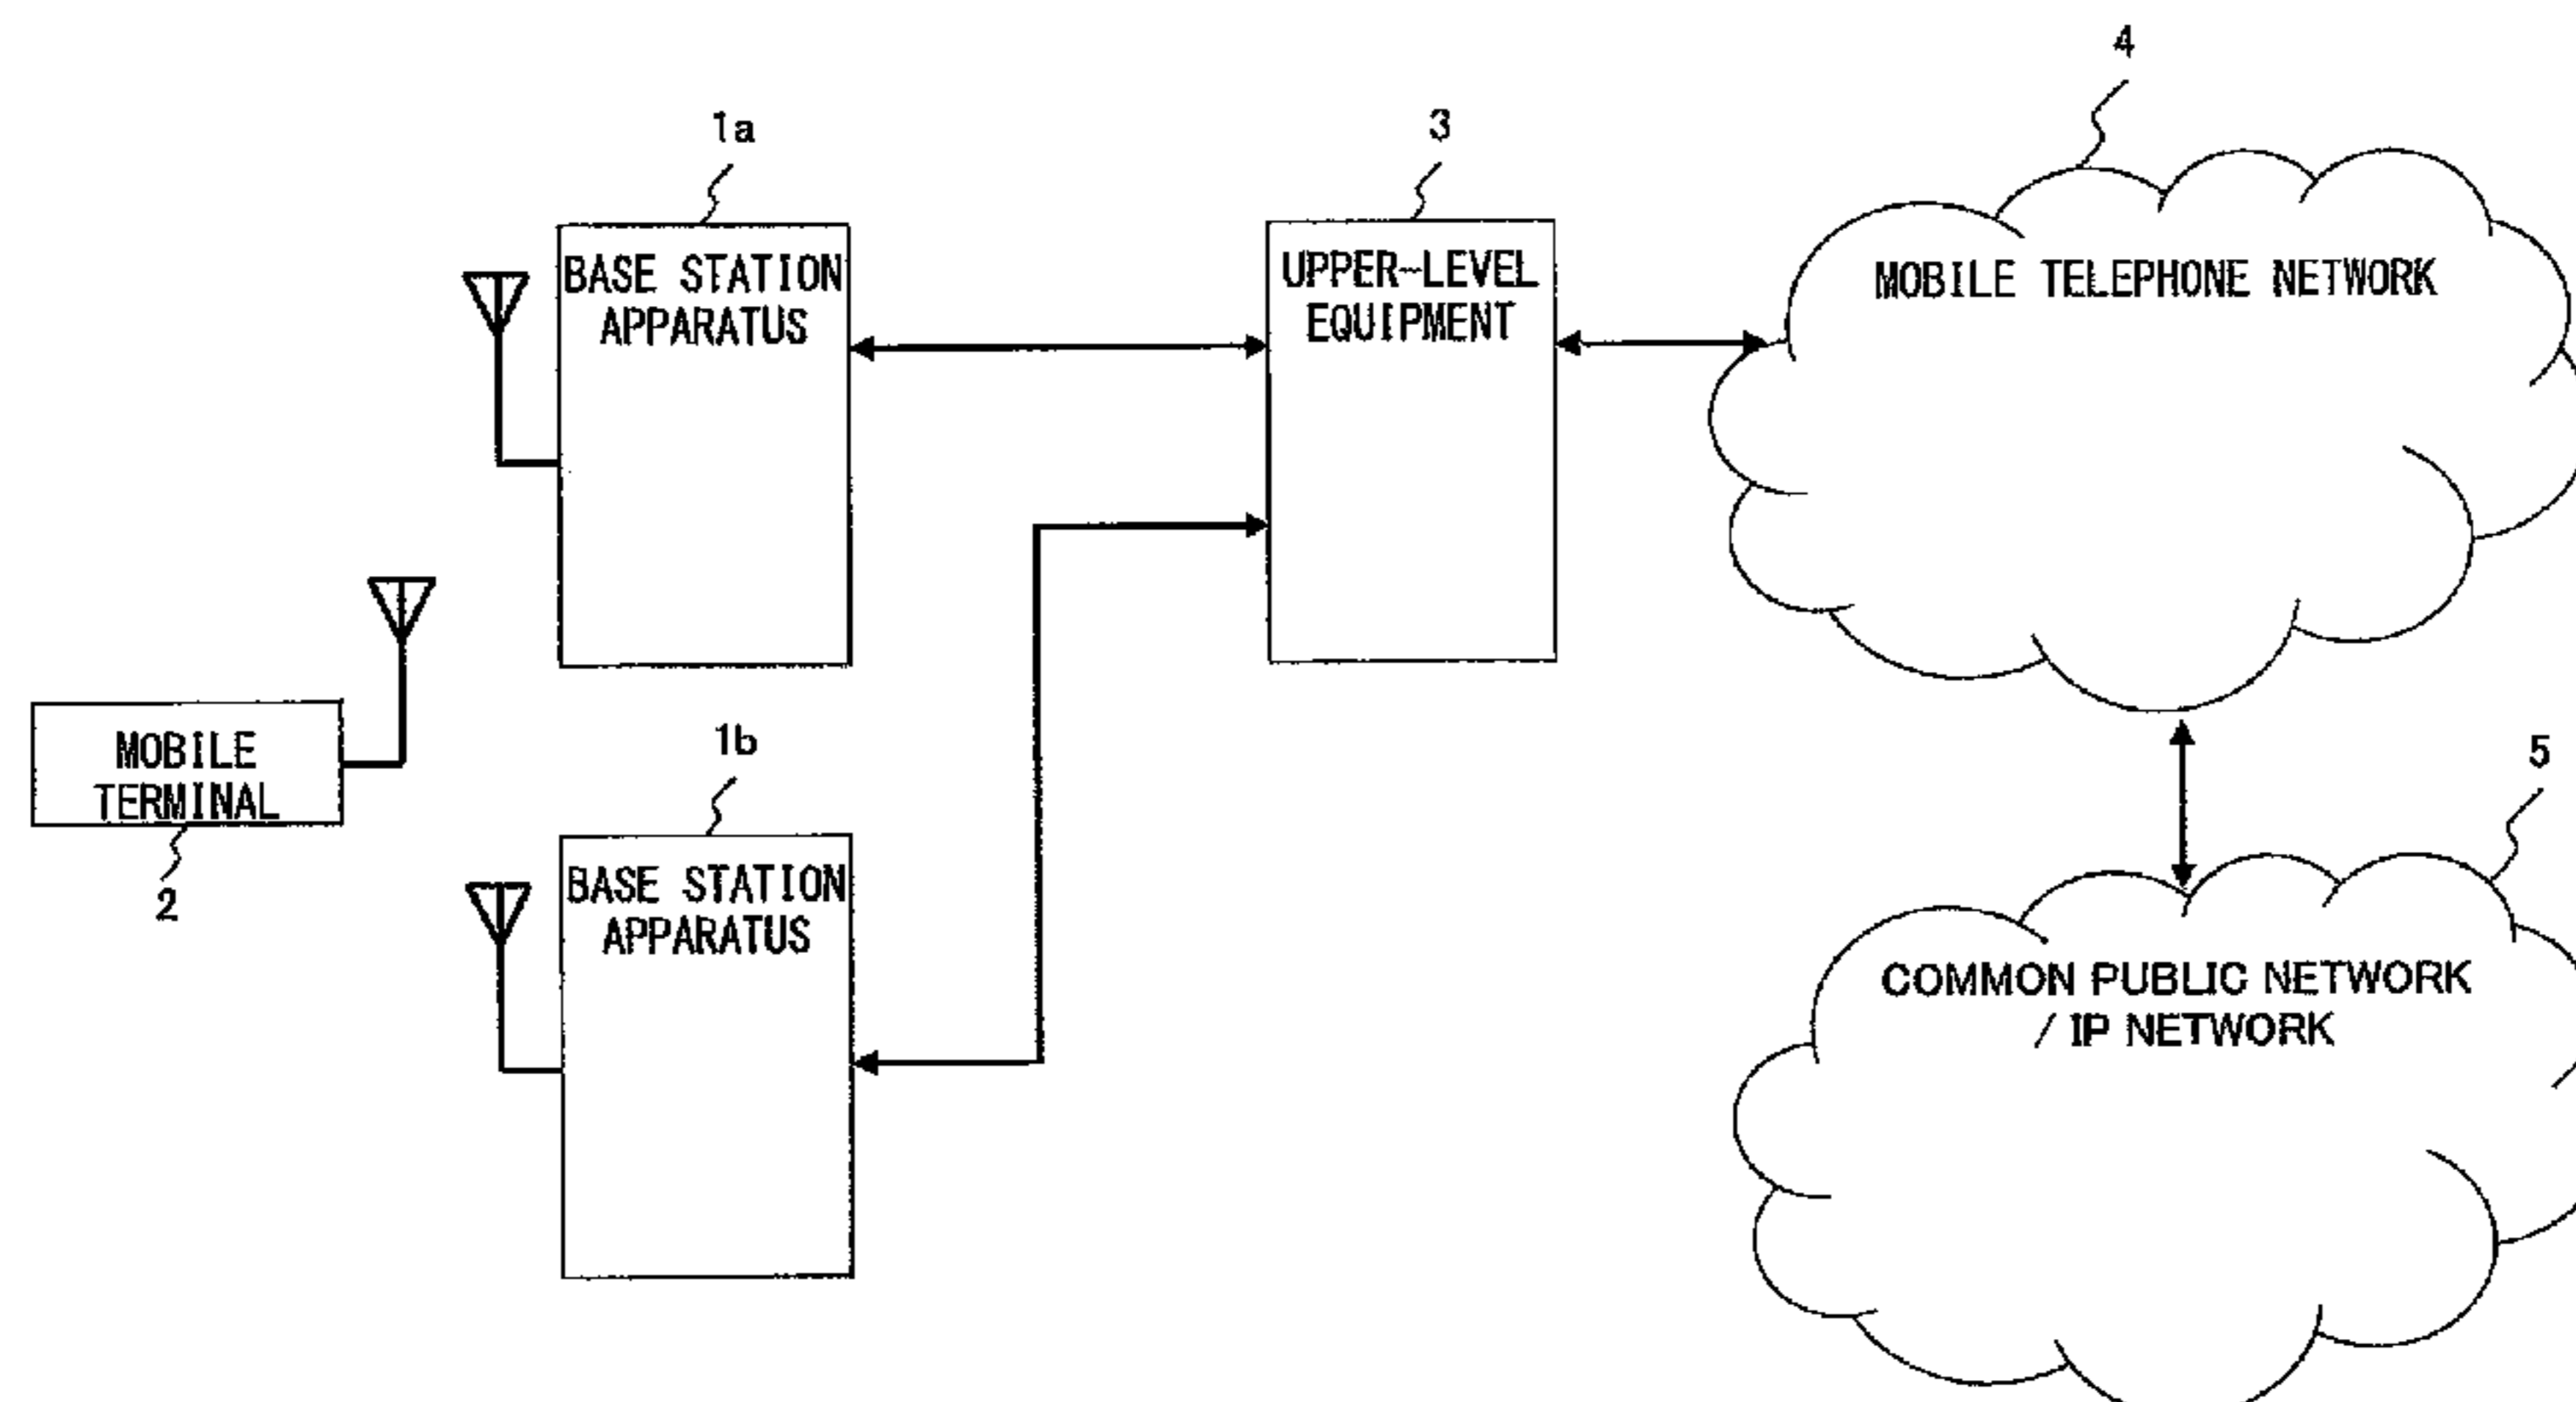 4
1a
3
BASE STATION
APPARATUS
UPPER-LEVEL
EQUIPMENT
MOBILE TELEPHONE NETWORK
MOBILE
TERMINAL
2
1b
BASE STATION
APPARATUS
5
COMMON PUBLIC NETWORK
/ IP NETWORK